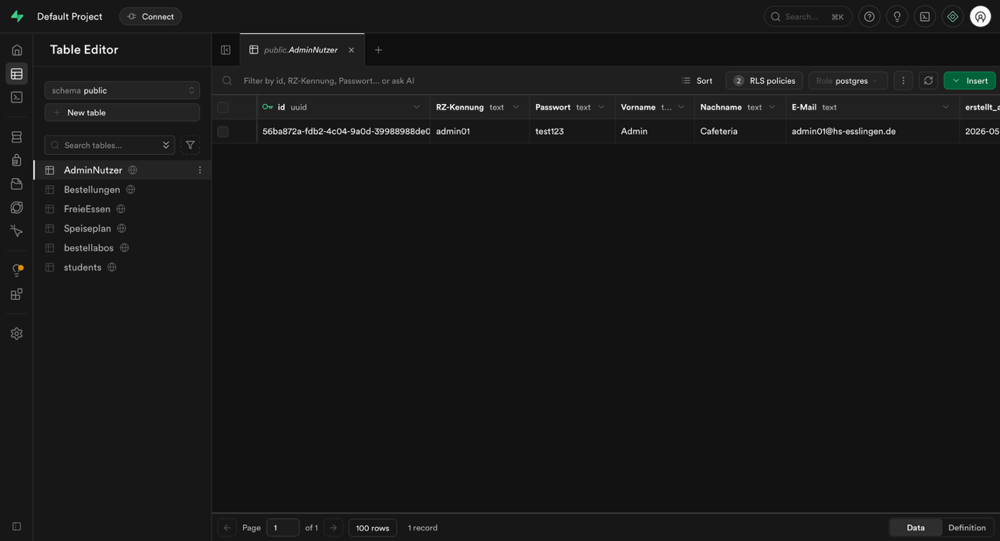 Default Project
Connect
Search...
⌘K
Table Editor
public.AdminNutzer
schema public
Filter by id, RZ-Kennung, Passwort... or ask AI
Sort
2 RLS policies
Role postgres
Insert
New table
id uuid
RZ-Kennung text
Passwort text
Vorname t...
Nachname text
E-Mail text
erstellt_a
56ba872a-fdb2-4c04-9a0d-39988988de0
admin01
test123
Admin
Cafeteria
admin01@hs-esslingen.de
2026-05
Search tables...
AdminNutzer
Bestellungen
FreieEssen
Speiseplan
bestellabos
students
Page 1 of 1
100 rows
1 record
Data
Definition